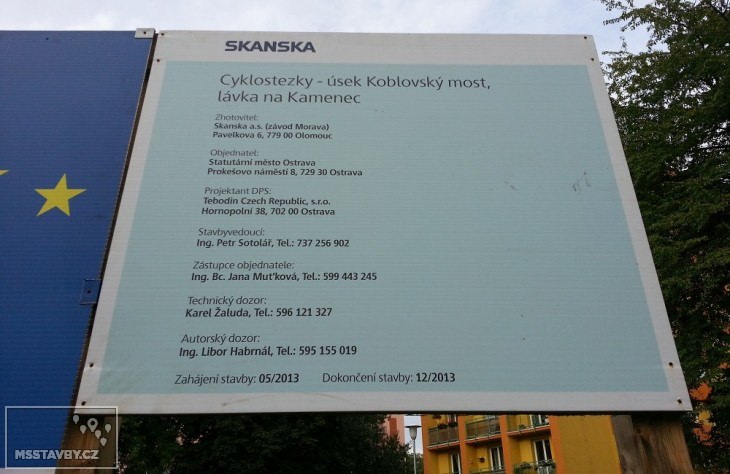 SKANSKA
Cyklostezky - úsek Koblovský most,
lávka na Kamenec
Zhotovitel:
Skanska a.s. (závod Morava)
Pavelkova 6, 779 00 Olomouc
Objednatel:
Statutární město Ostrava
Prokešovo náměstí 8, 729 30 Ostrava
Projektant DPS:
Tebodin Czech Republic, s.r.o.
Hornopolní 38, 702 00 Ostrava
Stavbyvedoucí:
Ing. Petr Sotolář, Tel.: 737 256 902
Zástupce objednatele:
Ing. Bc. Jana Muťková, Tel.: 599 443 245
Technický dozor:
Karel Žaluda, Tel.: 596 121 327
Autorský dozor:
Ing. Libor Habrnál, Tel.: 595 155 019
Zahájení stavby: 05/2013 Dokončení stavby: 12/2013
MSSTAVBY.CZ